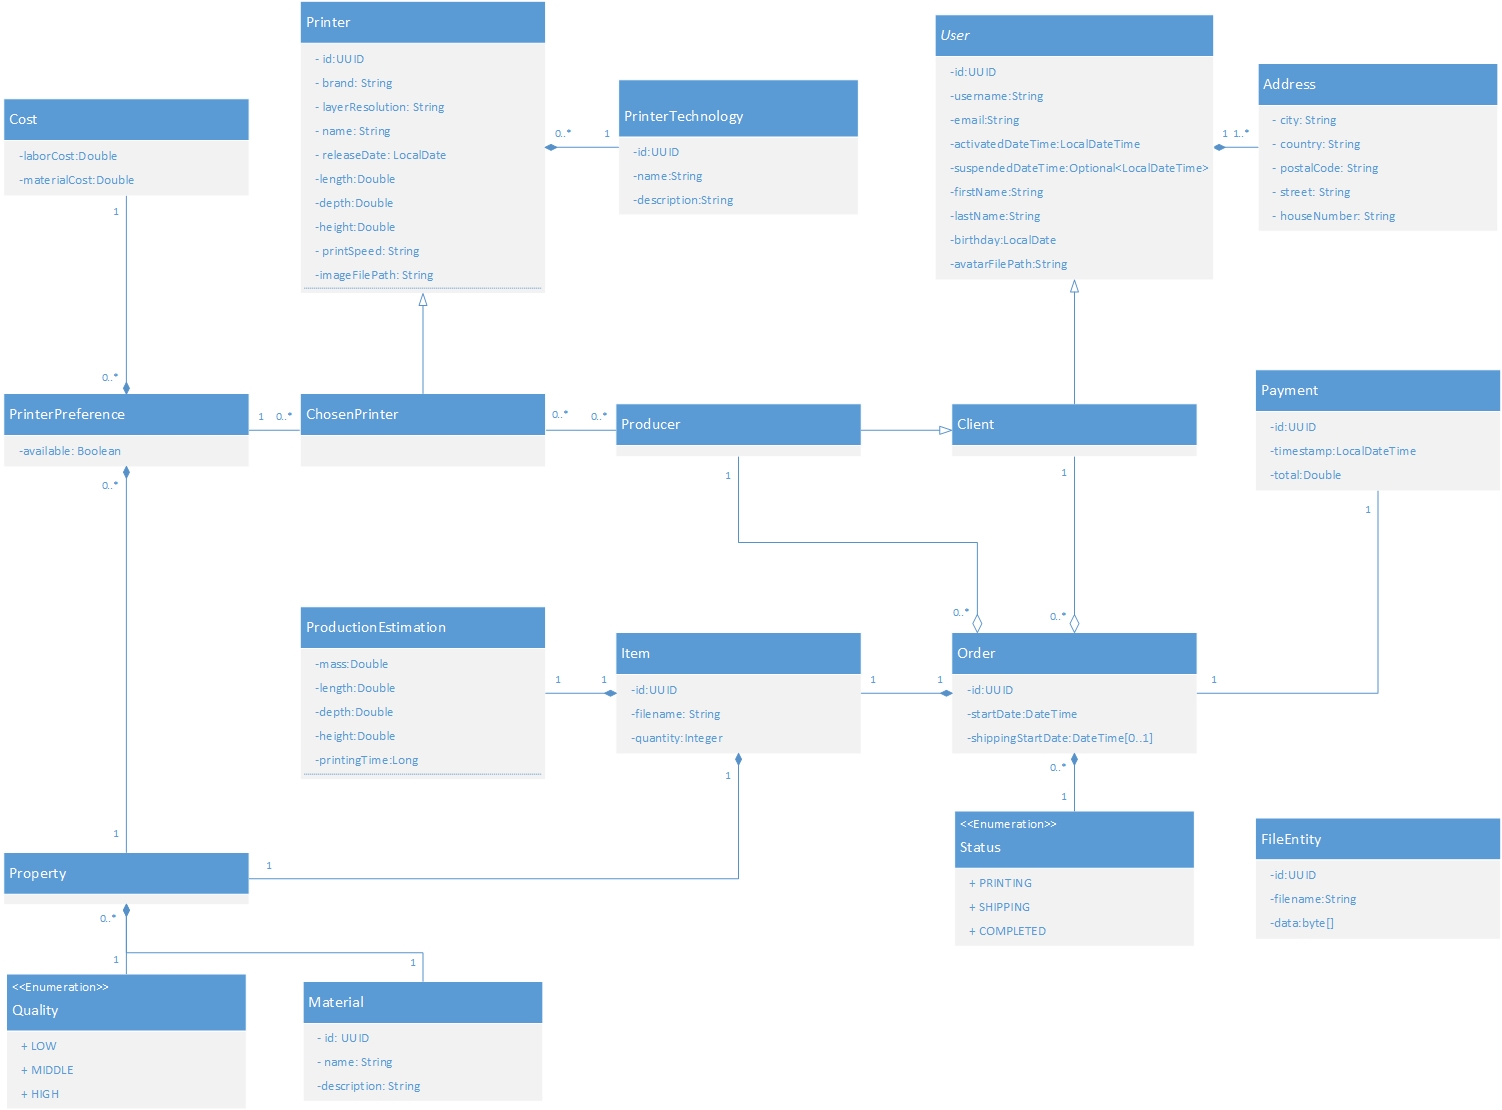 Printer
- id:UUID
- brand: String
- layerResolution: String
- name: String
- releaseDate: LocalDate
-length:Double
-depth:Double
-height:Double
- printSpeed: String
-imageFilePath: String
User
-id:UUID
-username:String
-email:String
-activatedDateTime:LocalDateTime
-suspendedDateTime:Optional<LocalDateTime>
-firstName:String
-lastName:String
-birthday:LocalDate
-avatarFilePath:String
Address
- city: String
- country: String
- postalCode: String
- street: String
- houseNumber: String
1 1..*
PrinterTechnology
-id:UUID
-name:String
-description:String
0..* 1
Cost
-laborCost:Double
-materialCost:Double
1
0..*
PrinterPreference
-available: Boolean
1 0..*
ChosenPrinter
0..* 0..*
Producer
Client
Payment
-id:UUID
-timestamp:LocalDateTime
-total:Double
0..*
1
1
1
0..*
0..*
ProductionEstimation
-mass:Double
-length:Double
-depth:Double
-height:Double
-printingTime:Long
1 1
Item
-id:UUID
-filename: String
-quantity:Integer
1 1
Order
-id:UUID
-startDate:DateTime
-shippingStartDate:DateTime[0..1]
1
1
0..*
1
<<Enumeration>>
Status
+ PRINTING
+ SHIPPING
+ COMPLETED
FileEntity
-id:UUID
-filename:String
-data:byte[]
1
Property
1
0..*
1
1
<<Enumeration>>
Quality
+ LOW
+ MIDDLE
+ HIGH
Material
- id: UUID
- name: String
-description: String